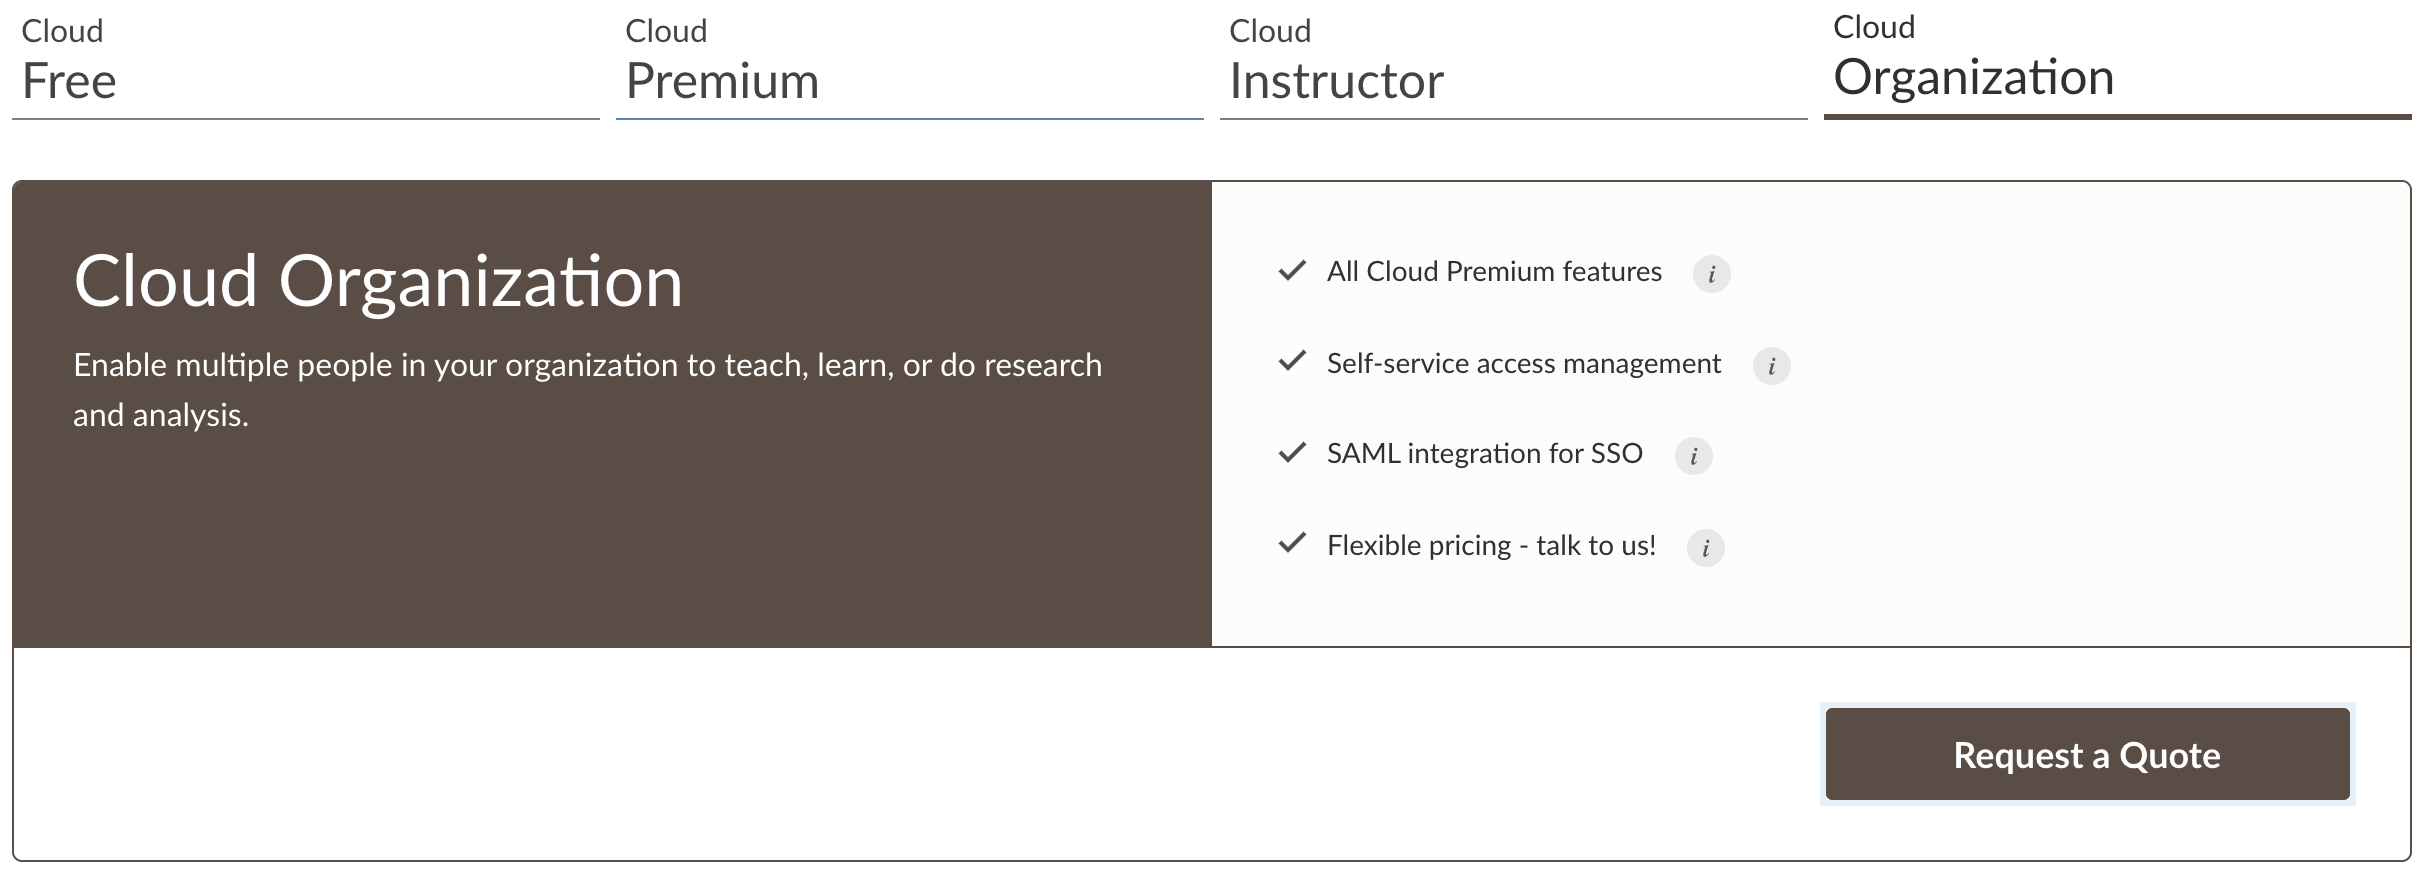 Cloud
Free
Cloud
Premium
Cloud
Instructor
Cloud
Organization
Cloud Organization
Enable multiple people in your organization to teach, learn, or do research
and analysis.
All Cloud Premium features i
Self-service access management i
SAML integration for SSO i
Flexible pricing - talk to us! i
Request a Quote